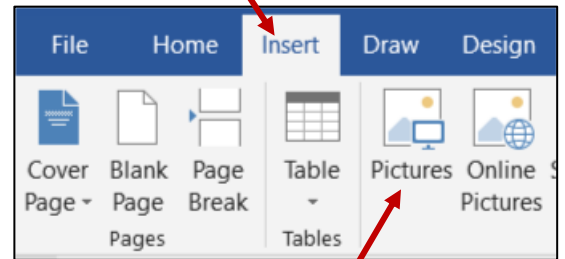 File Home Insert Draw Design
Cover Blank Page Table Pictures Online
Page Page Break Pictures
Pages Tables